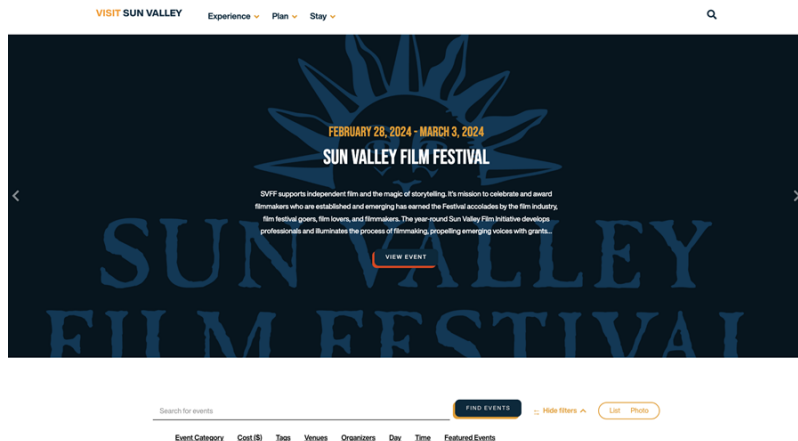 VISIT SUN VALLEY
Experience Plan Stay
FEBRUARY 28, 2024 - MARCH 3, 2024
SUN VALLEY FILM FESTIVAL
SVFF supports independent film and the magic of storytelling. It's mission to celebrate and award
filmmakers who are established and emerging has earned the Festival accolades by the film industry,
film festival goers, film lovers, and filmmakers. The year-round Sun Valley Film Initiative develops
professionals and illuminates the process of filmmaking, propelling emerging voices with grants...
VIEW EVENT
SUN VALLEY
FILM FESTIVAL
Search for events
FIND EVENTS
Hide filters
List Photo
Event Category Cost ($) Tags Venues Organizers Day Time Featured Events